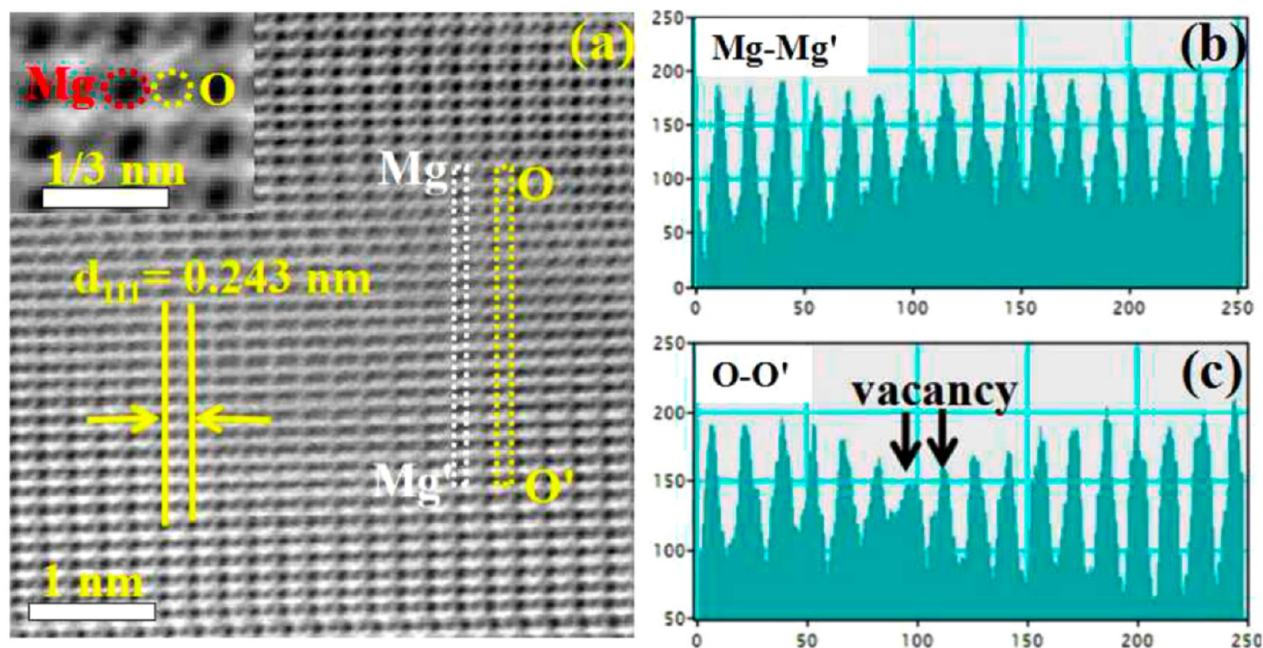 (a)
Mg O
1/3 nm
Mg
O
d111= 0.243 nm
Mg'
O'
1 nm
(b)
Mg-Mg'
250
200
150
100
50
0
0 50 100 150 200 250
(c)
O-O'
vacancy
250
200
150
100
50
0 50 100 150 200 250